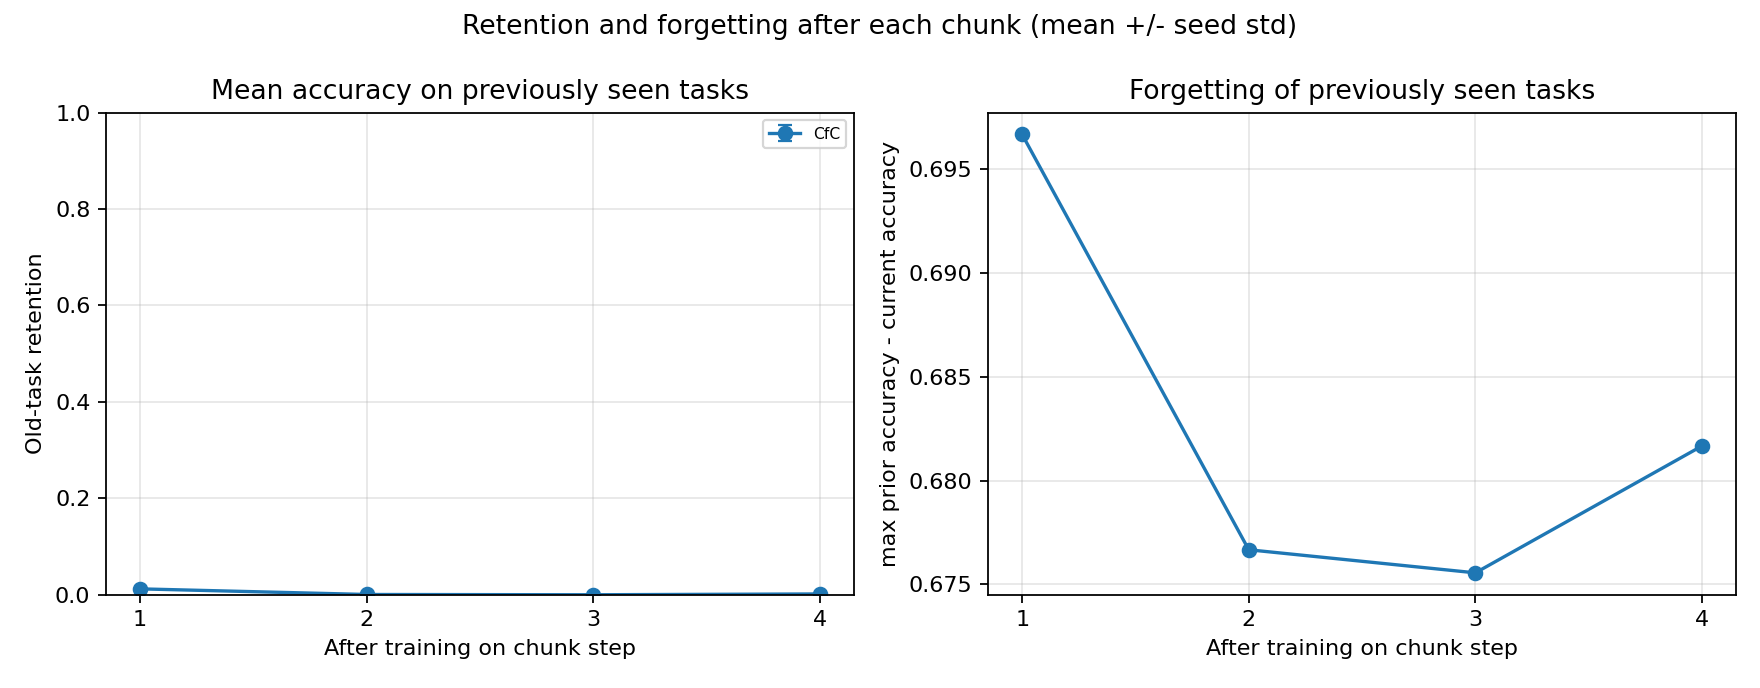 Retention and forgetting after each chunk (mean +/- seed std)
Mean accuracy on previously seen tasks
Old-task retention
1.0
0.8
0.6
0.4
0.2
0.0
CfC
1 2 3 4
After training on chunk step
Forgetting of previously seen tasks
max prior accuracy - current accuracy
0.695
0.690
0.685
0.680
0.675
1 2 3 4
After training on chunk step